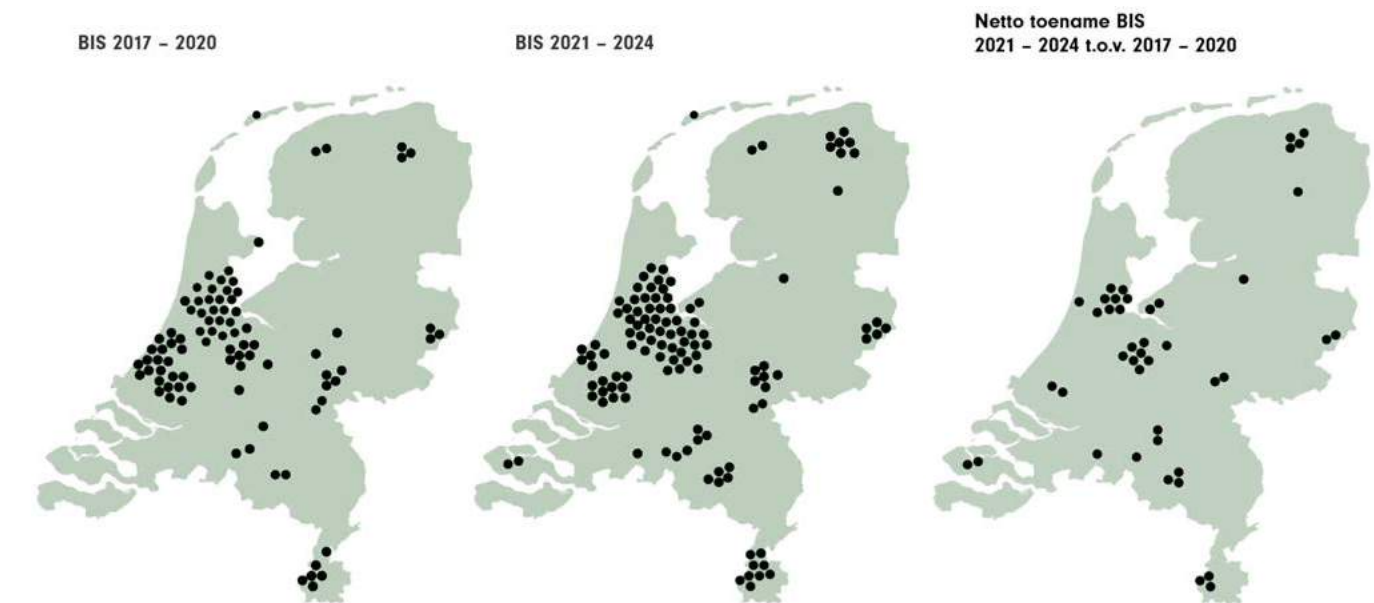 BIS 2017 – 2020
BIS 2021 – 2024
Netto toename BIS
2021 – 2024 t.o.v. 2017 – 2020